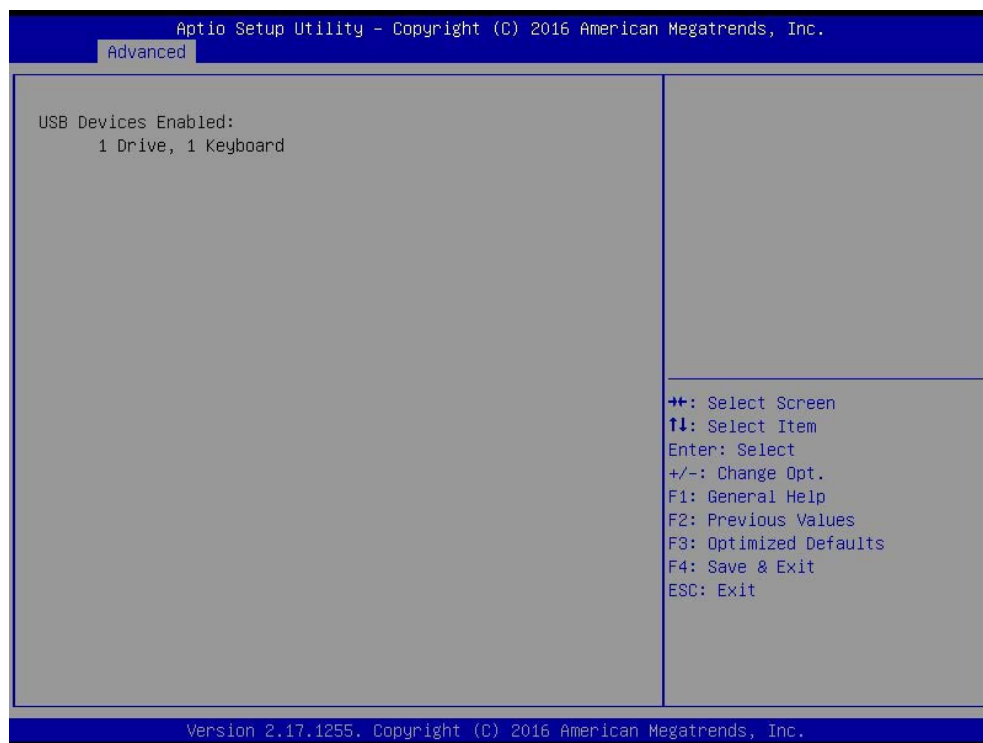 Aptio Setup Utility – Copyright (C) 2016 American Megatrends, Inc.
Advanced
USB Devices Enabled:
1 Drive, 1 Keyboard
→←: Select Screen
↑↓: Select Item
Enter: Select
+/-: Change Opt.
F1: General Help
F2: Previous Values
F3: Optimized Defaults
F4: Save & Exit
ESC: Exit
Version 2.17.1255. Copyright (C) 2016 American Megatrends, Inc.